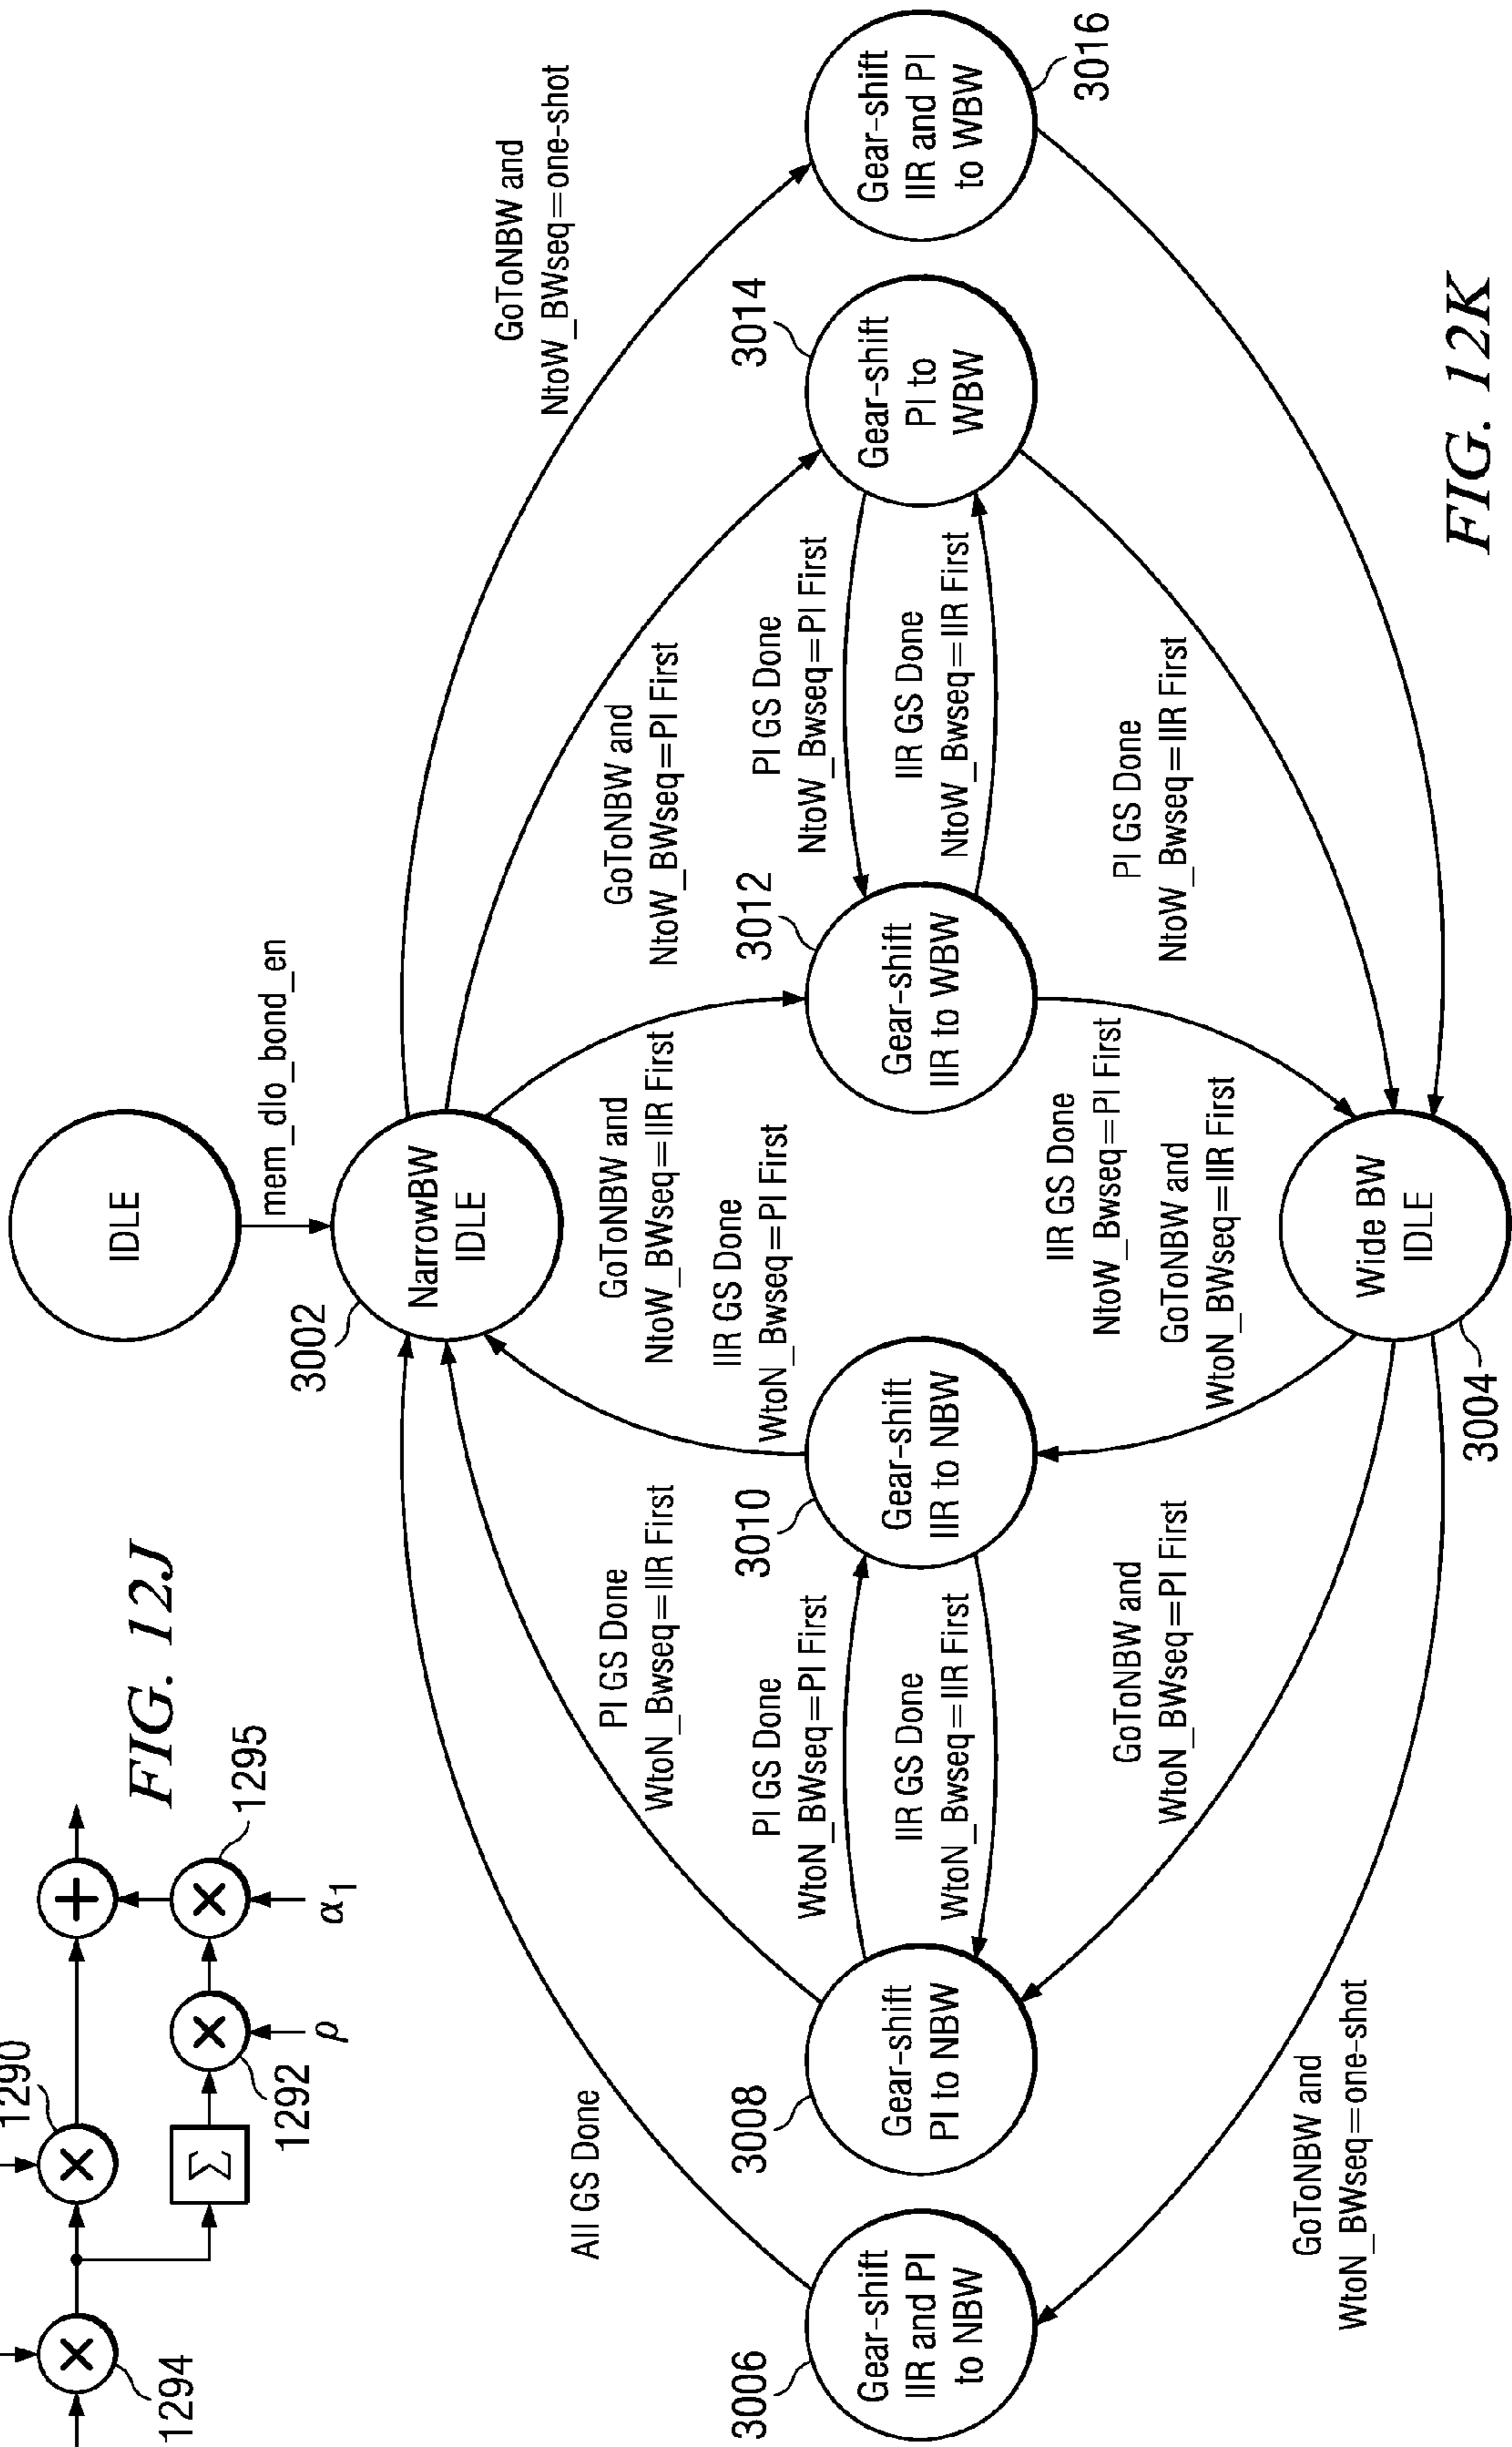 1290
1294
1292
1295
Σ
ρ
α1
FIG. 12J
IDLE
mem_dlo_bond_en
3002
NarrowBW
IDLE
All GS Done
PI GS Done
WtoN_Bwseq=IIR First
IIR GS Done
WtoN_Bwseq=PI First
GoToNBW and
NtoW_BWseq=IIR First
GoToNBW and
NtoW_BWseq=PI First
GoToNBW and
NtoW_BWseq=one-shot
3006
Gear-shift
IIR and PI
to NBW
3008
Gear-shift
PI to NBW
PI GS Done
WtoN_BWseq=PI First
IIR GS Done
WtoN_Bwseq=IIR First
3010
Gear-shift
IIR to NBW
3012
Gear-shift
IIR to WBW
PI GS Done
NtoW_Bwseq=PI First
IIR GS Done
NtoW_Bwseq=IIR First
3014
Gear-shift
PI to
WBW
Gear-shift
IIR and PI
to WBW
3016
GoToNBW and
WtoN_BWseq=one-shot
GoToNBW and
WtoN_BWseq=PI First
IIR GS Done
NtoW_Bwseq=PI First
GoToNBW and
WtoN_BWseq=IIR First
PI GS Done
NtoW_Bwseq=IIR First
Wide BW
IDLE
3004
FIG. 12K